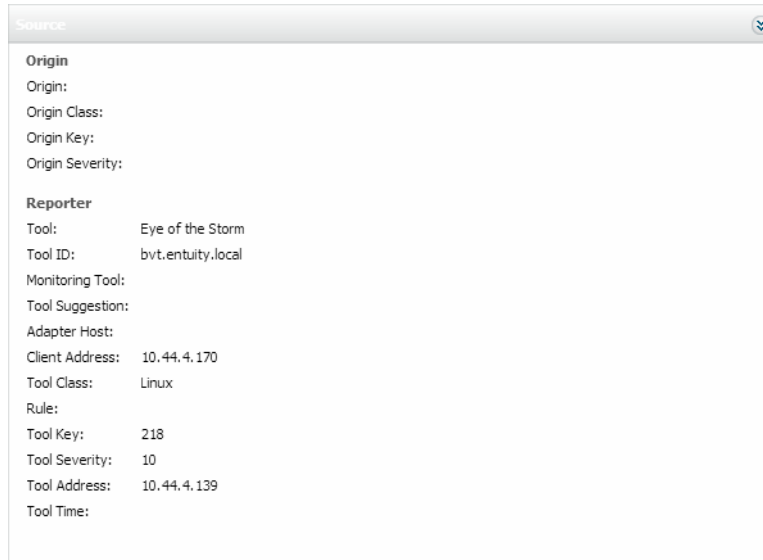 Source
Origin
Origin:
Origin Class:
Origin Key:
Origin Severity:
Reporter
Tool: Eye of the Storm
Tool ID: bvt.entuity.local
Monitoring Tool:
Tool Suggestion:
Adapter Host:
Client Address: 10.44.4.170
Tool Class: Linux
Rule:
Tool Key: 218
Tool Severity: 10
Tool Address: 10.44.4.139
Tool Time: